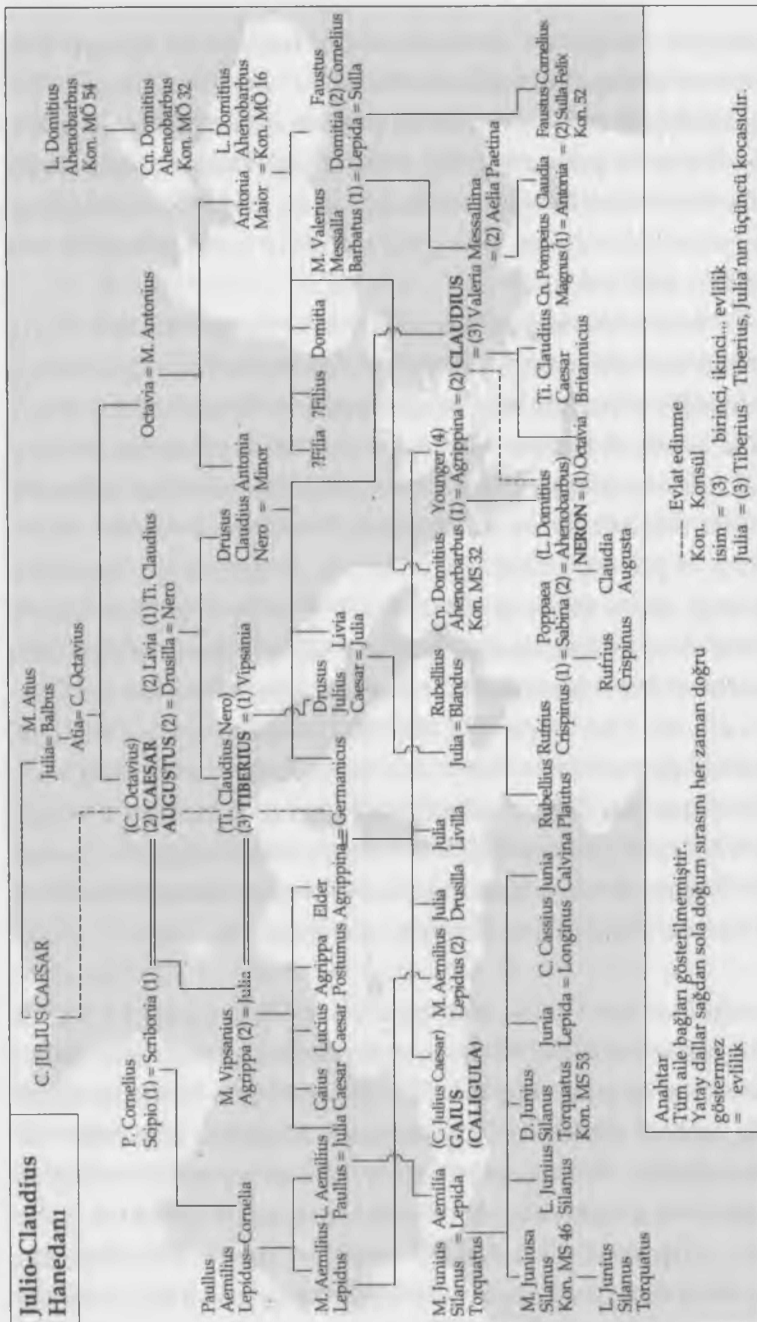 Julio-Claudius
Hanedanı
C. JULIUS CAESAR
M. Atius
Julia= Balbus
Atia= C. Octavius
L. Domitius
Ahenobarbus
Kon. MÖ 54
P. Cornelius
Scipio (1) = Scribonia (1)
(C. Octavius)
(2) CAESAR
AUGUSTUS (2) =
(2) Livia
Drusilla
(1) Ti. Claudius
= Nero
Octavia = M. Antonius
Cn. Domitius
Ahenobarbus
Kon. MÖ 32
Paullus
Aemilius
Lepidus=Cornelia
M. Vipsanius
Agrippa (2) = Julia
(Ti. Claudius Nero)
(3) TIBERIUS = (1) Vipsania
Drusus
Claudius
Nero =
Antonia
Minor
Antonia
Maior =
L. Domitius
Ahenobarbus
Kon. MÖ 16
M. Aemilius
Lepidus
L. Aemilius
Paullus = Julia
Gaius
Caesar
Lucius
Caesar
Agrippa
Postumus
Elder
Agrippina = Germanicus
Drusus
Julius
Caesar =
Livia
Julia
?Filia
?Filius
Domitia
M. Valerius
Messalla
Barbatus (1) =
Domitia (2)
Lepida =
Faustus
Cornelius
Sulla
M. Junius
Silanus
Torquatus
Aemilia
= Lepida
(C. Julius Caesar)
GAIUS
(CALIGULA)
M. Aemilius
Lepidus (2)
Julia
Drusilla
Julia
Livilla
Rubellius
Julia = Blandus
Cn. Domitius
Ahenobarbus (1) =
Kon. MS 32
Younger (4)
Agrippina = (2) CLAUDIUS
= (3) Valeria Messallina
= (2) Aelia Paetina
M. Juniusa
Silanus
Kon. MS 46
L. Junius
Silanus
D. Junius
Silanus
Torquatus
Kon. MS 53
Junia
Lepida =
C. Cassius
Longinus
Junia
Calvina
Rubellius
Plautus
Rufrius
Crispinus (1) =
Poppaea
Sabina (2) =
(L. Domitius
Ahenobarbus)
NERON = (1) Octavia
Ti. Claudius
Caesar
Britannicus
Cn. Pompeius
Magnus (1) =
Claudia
Antonia =
Faustus Cornelius
(2) Sulla Felix
Kon. 52
L. Junius
Silanus
Torquatus
Rufrius
Crispinus
Claudia
Augusta
Anahtar
Tüm aile bağları gösterilmemiştir.
Yatay dallar sağdan sola doğum sırasını her zaman doğru
göstermez
= evlilik
---- Evlat edinme
Kon. Konsül
isim = (3) birinci, ikinci... evlilik
Julia = (3) Tiberius = Tiberius, Julia'nın üçüncü kocasıdır.